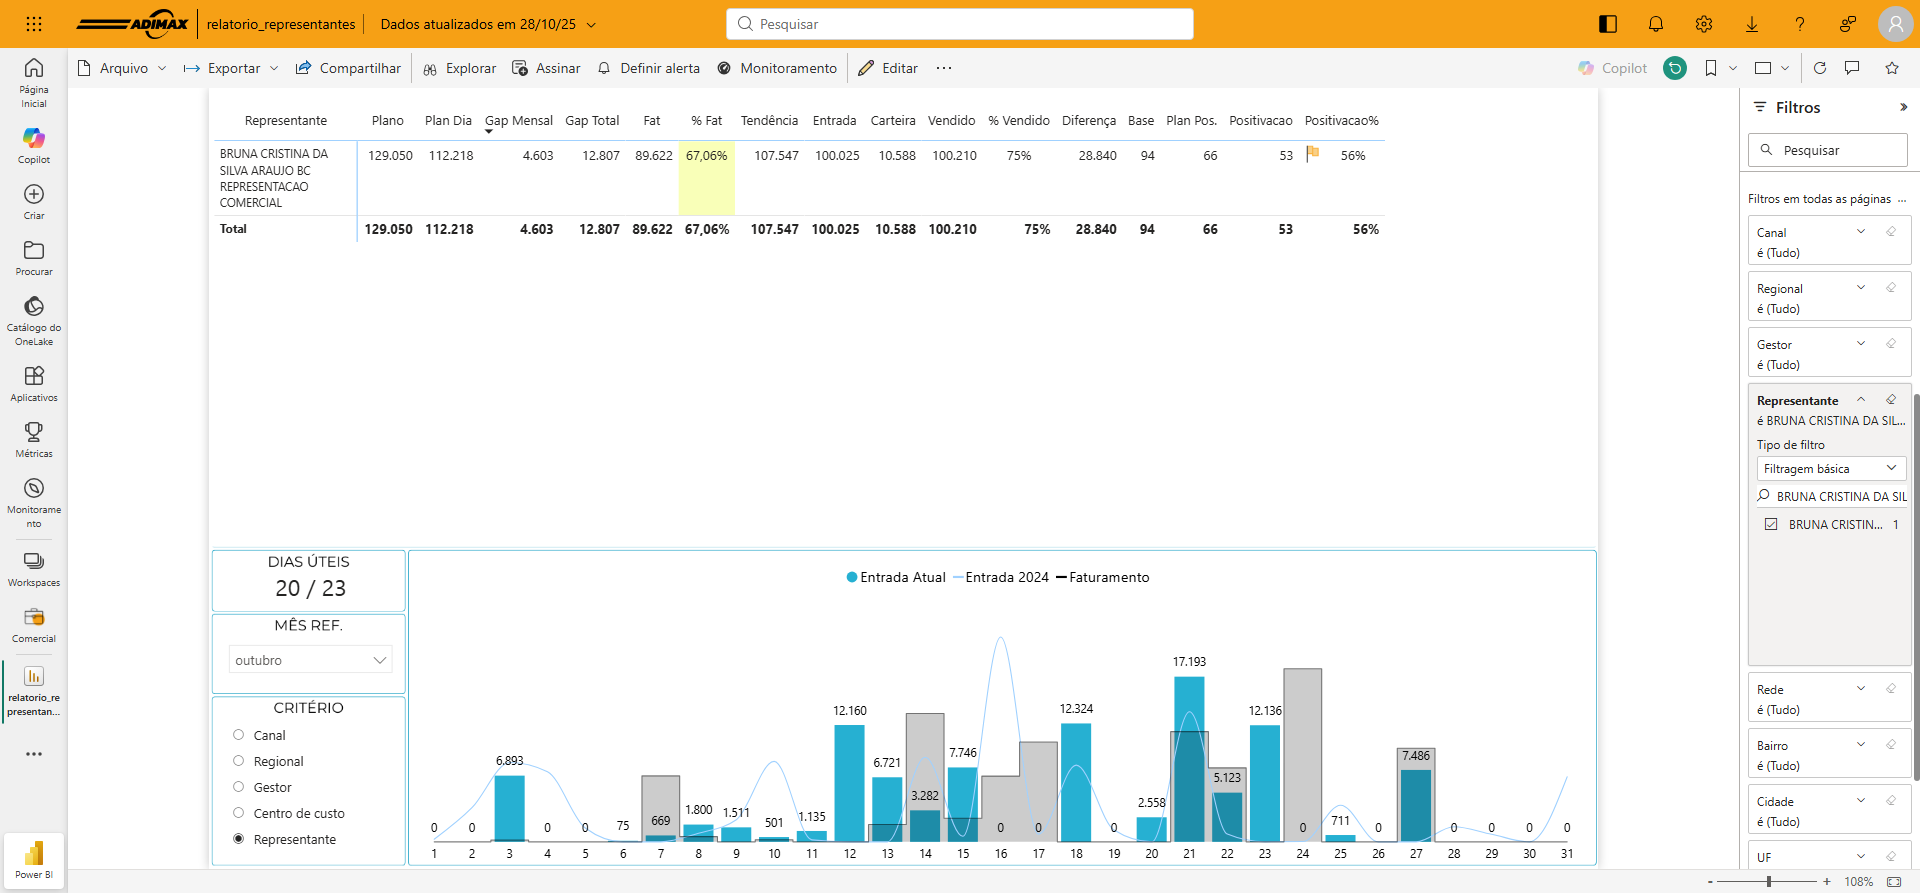 ADIMAX relatorio_representantes Dados atualizados em 28/10/25 Pesquisar A
Arquivo Exportar Compartilhar Explorar Assinar Definir alerta Monitoramento Editar ... Copilot
Página
Inicial
Copilot
Criar
Procurar
Catálogo do
OneLake
Aplicativos
Métricas
Monitorame
nto
Workspaces
Comercial
relatorio_re
presentan...
Power BI
Representante Plano Plan Dia Gap Mensal Gap Total Fat % Fat Tendência Entrada Carteira Vendido % Vendido Diferença Base Plan Pos. Positivacao Positivacao%
BRUNA CRISTINA DA 129.050 112.218 4.603 12.807 89.622 67,06% 107.547 100.025 10.588 100.210 75% 28.840 94 66 53 56%
SILVA ARAUJO BC
REPRESENTACAO
COMERCIAL
Total 129.050 112.218 4.603 12.807 89.622 67,06% 107.547 100.025 10.588 100.210 75% 28.840 94 66 53 56%
DIAS ÚTEIS
20 / 23
MÊS REF.
outubro
CRITÉRIO
Canal
Regional
Gestor
Centro de custo
Representante
Entrada Atual Entrada 2024 Faturamento
0 0 6.893 0 0 75 669 1.800 1.511 501 1.135 12.160 6.721 3.282 7.746 0 0 12.324 0 2.558 17.193 5.123 12.136 0 711 0 7.486 0 0 0 0
1 2 3 4 5 6 7 8 9 10 11 12 13 14 15 16 17 18 19 20 21 22 23 24 25 26 27 28 29 30 31
Filtros
Pesquisar
Filtros em todas as páginas ...
Canal
é (Tudo)
Regional
é (Tudo)
Gestor
é (Tudo)
Representante
é BRUNA CRISTINA DA SIL...
Tipo de filtro
Filtragem básica
BRUNA CRISTINA DA SIL
BRUNA CRISTIN... 1
Rede
é (Tudo)
Bairro
é (Tudo)
Cidade
é (Tudo)
UF
- + 108%